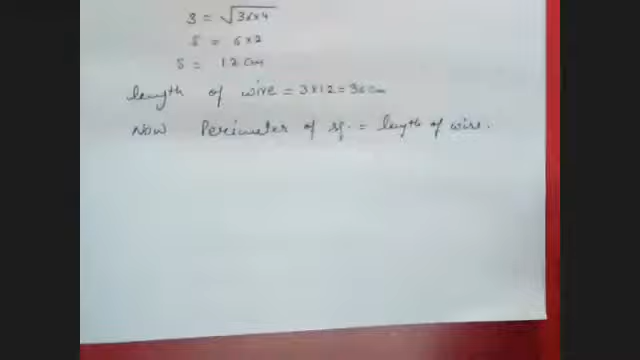 s = √36×4
s = 6×2
s = 12 cm
length of wire = 3×12 = 36 cm
Now Perimeter of sq. = length of wire.